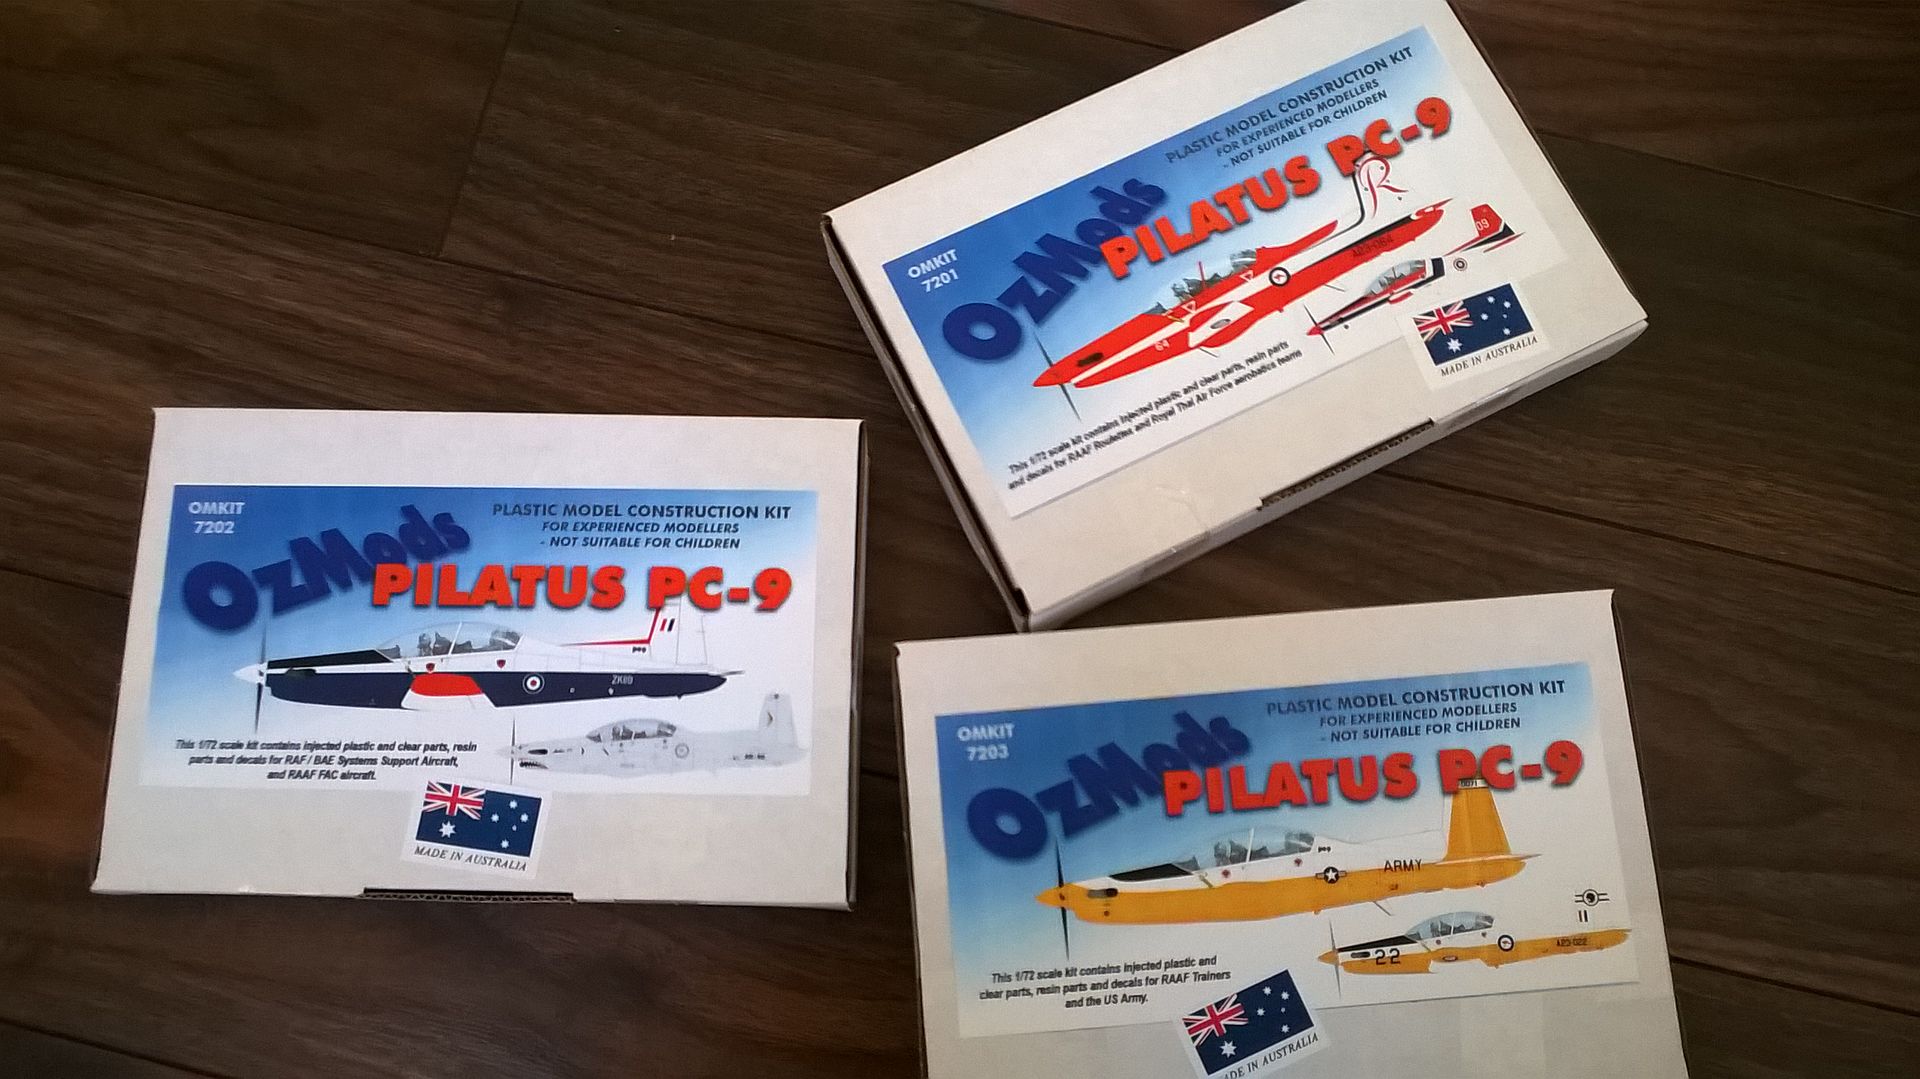 OMKIT
7201
OzMods
PLASTIC MODEL CONSTRUCTION KIT
FOR EXPERIENCED MODELLERS
- NOT SUITABLE FOR CHILDREN
PILATUS PC-9
R
A23-064
64
09
This 1/72 scale kit contains injected plastic and clear parts, resin parts
and decals for RAAF Roulettes and Royal Thai Air Force aerobatics teams
MADE IN AUSTRALIA
OMKIT
7202
OzMods
PLASTIC MODEL CONSTRUCTION KIT
FOR EXPERIENCED MODELLERS
- NOT SUITABLE FOR CHILDREN
PILATUS PC-9
This 1/72 scale kit contains injected plastic and clear parts, resin
parts and decals for RAF / BAE Systems Support Aircraft,
and RAAF FAC aircraft.
MADE IN AUSTRALIA
OMKIT
7203
OzMods
PLASTIC MODEL CONSTRUCTION KIT
FOR EXPERIENCED MODELLERS
- NOT SUITABLE FOR CHILDREN
PILATUS PC-9
ARMY
22
A23-022
This 1/72 scale kit contains injected plastic and
clear parts, resin parts and decals for RAAF Trainers
and the US Army.
IN AUSTRALIA